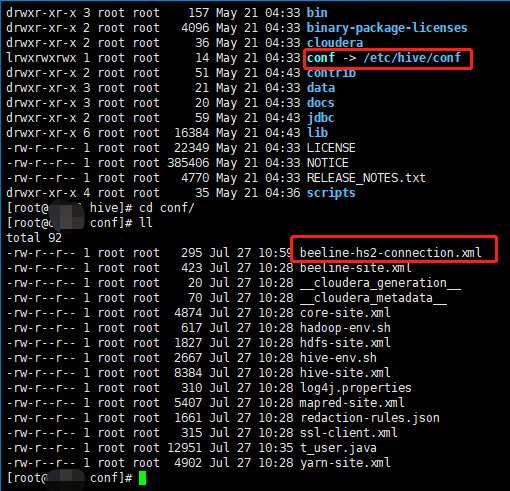 drwxr-xr-x 3 root root 157 May 21 04:33 bin
drwxr-xr-x 2 root root 4096 May 21 04:33 binary-package-licenses
drwxr-xr-x 2 root root 36 May 21 04:33 cloudera
lrwxrwxrwx 1 root root 14 May 21 04:33 conf -> /etc/hive/conf
drwxr-xr-x 2 root root 51 May 21 04:43 contrib
drwxr-xr-x 3 root root 21 May 21 04:33 data
drwxr-xr-x 3 root root 20 May 21 04:33 docs
drwxr-xr-x 2 root root 59 May 21 04:43 jdbc
drwxr-xr-x 6 root root 16384 May 21 04:43 lib
-rw-r--r-- 1 root root 22349 May 21 04:33 LICENSE
-rw-r--r-- 1 root root 385406 May 21 04:33 NOTICE
-rw-r--r-- 1 root root 4770 May 21 04:33 RELEASE_NOTES.txt
drwxr-xr-x 4 root root 35 May 21 04:36 scripts
[root@ hive]# cd conf/
[root@ conf]# ll
total 92
-rw-r--r-- 1 root root 295 Jul 27 10:59 beeline-hs2-connection.xml
-rw-r--r-- 1 root root 423 Jul 27 10:28 beeline-site.xml
-rw-r--r-- 1 root root 20 Jul 27 10:28 __cloudera_generation__
-rw-r--r-- 1 root root 70 Jul 27 10:28 __cloudera_metadata__
-rw-r--r-- 1 root root 4874 Jul 27 10:28 core-site.xml
-rw-r--r-- 1 root root 617 Jul 27 10:28 hadoop-env.sh
-rw-r--r-- 1 root root 1827 Jul 27 10:28 hdfs-site.xml
-rw-r--r-- 1 root root 2667 Jul 27 10:28 hive-env.sh
-rw-r--r-- 1 root root 8384 Jul 27 10:28 hive-site.xml
-rw-r--r-- 1 root root 310 Jul 27 10:28 log4j.properties
-rw-r--r-- 1 root root 5407 Jul 27 10:28 mapred-site.xml
-rw-r--r-- 1 root root 1661 Jul 27 10:28 redaction-rules.json
-rw-r--r-- 1 root root 315 Jul 27 10:28 ssl-client.xml
-rw-r--r-- 1 root root 12951 Jul 27 10:35 t_user.java
-rw-r--r-- 1 root root 4902 Jul 27 10:28 yarn-site.xml
[root@ conf]#